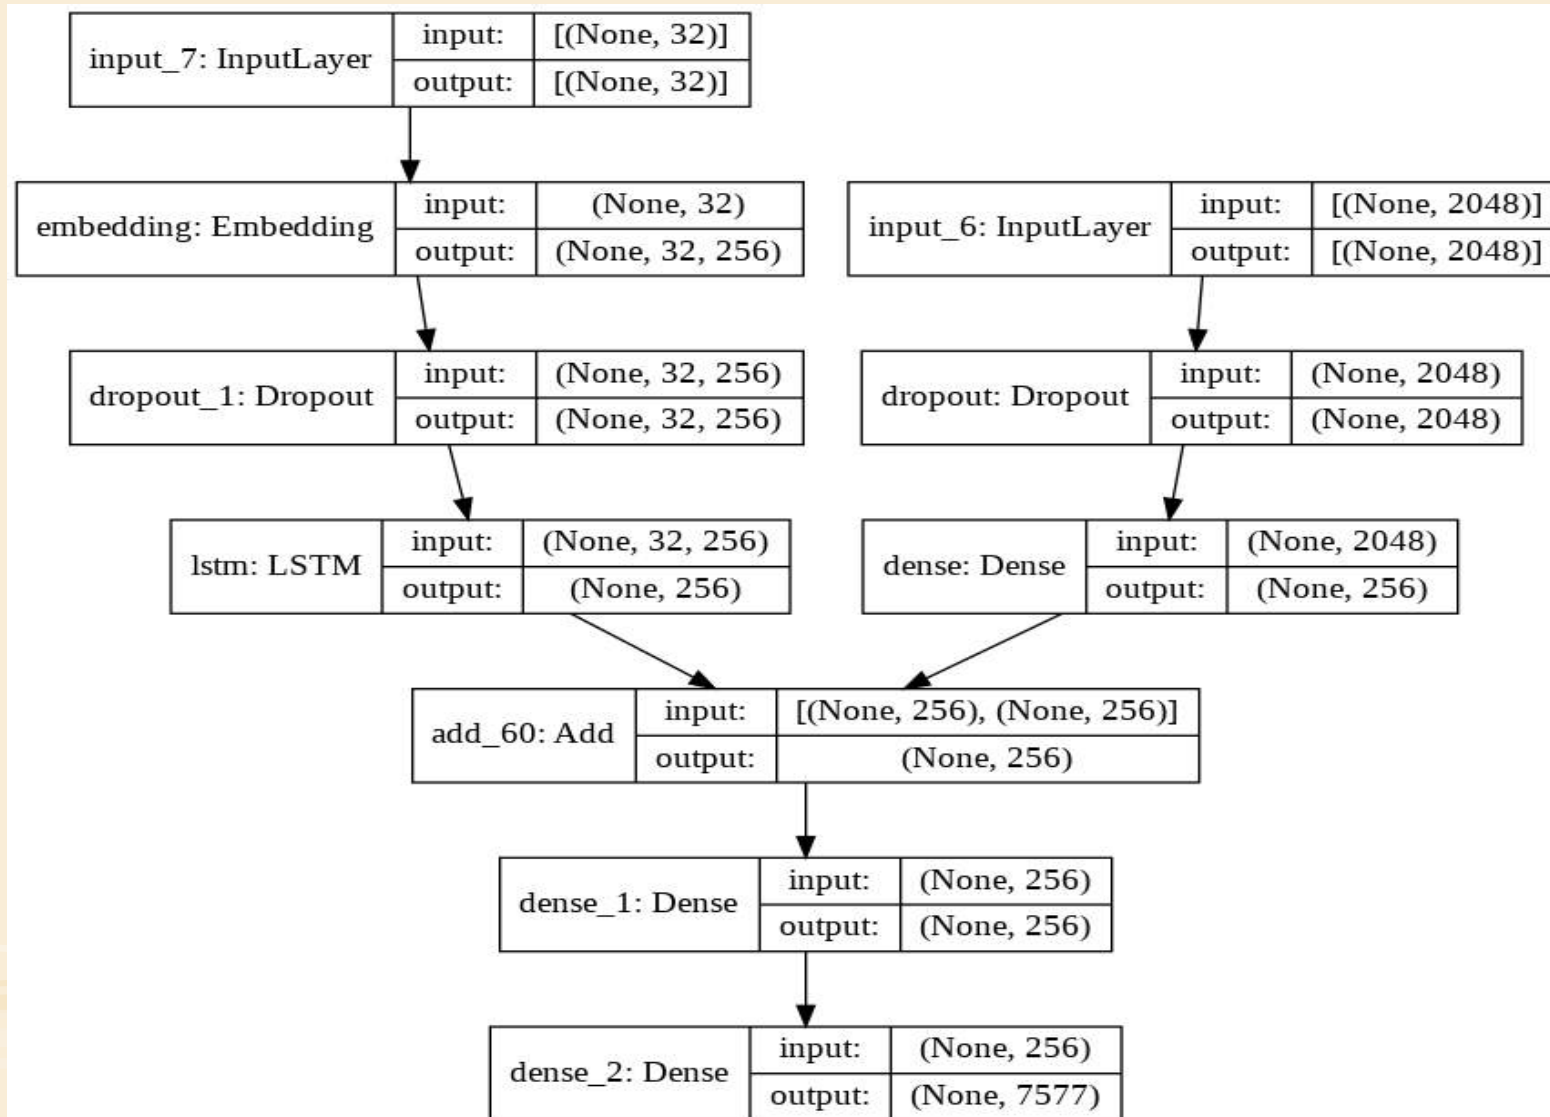 input_7: InputLayer
input: [(None, 32)]
output: [(None, 32)]
embedding: Embedding
input: (None, 32)
output: (None, 32, 256)
input_6: InputLayer
input: [(None, 2048)]
output: [(None, 2048)]
dropout_1: Dropout
input: (None, 32, 256)
output: (None, 32, 256)
dropout: Dropout
input: (None, 2048)
output: (None, 2048)
lstm: LSTM
input: (None, 32, 256)
output: (None, 256)
dense: Dense
input: (None, 2048)
output: (None, 256)
add_60: Add
input: [(None, 256), (None, 256)]
output: (None, 256)
dense_1: Dense
input: (None, 256)
output: (None, 256)
dense_2: Dense
input: (None, 256)
output: (None, 7577)